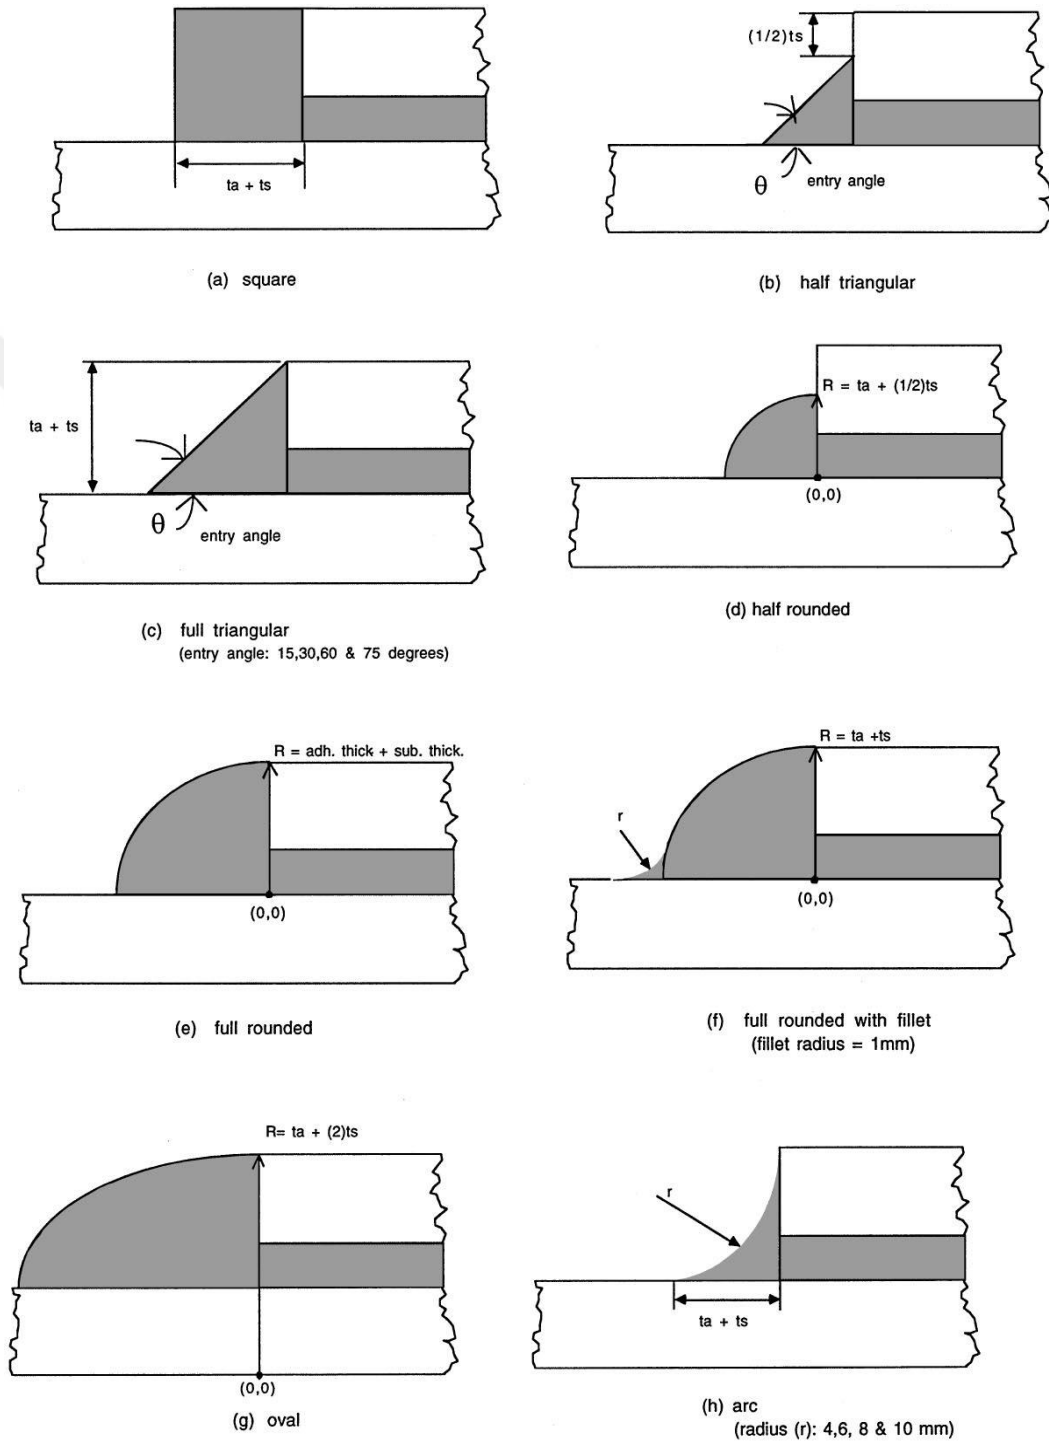 ta + ts
(a) square
(1/2)ts
θ
entry angle
(b) half triangular
ta + ts
θ
entry angle
(c) full triangular
(entry angle: 15,30,60 & 75 degrees)
R = ta + (1/2)ts
(0,0)
(d) half rounded
R = adh. thick + sub. thick.
(0,0)
(e) full rounded
R = ta +ts
r
(0,0)
(f) full rounded with fillet
(fillet radius = 1mm)
R= ta + (2)ts
(0,0)
(g) oval
r
ta + ts
(h) arc
(radius (r): 4,6, 8 & 10 mm)